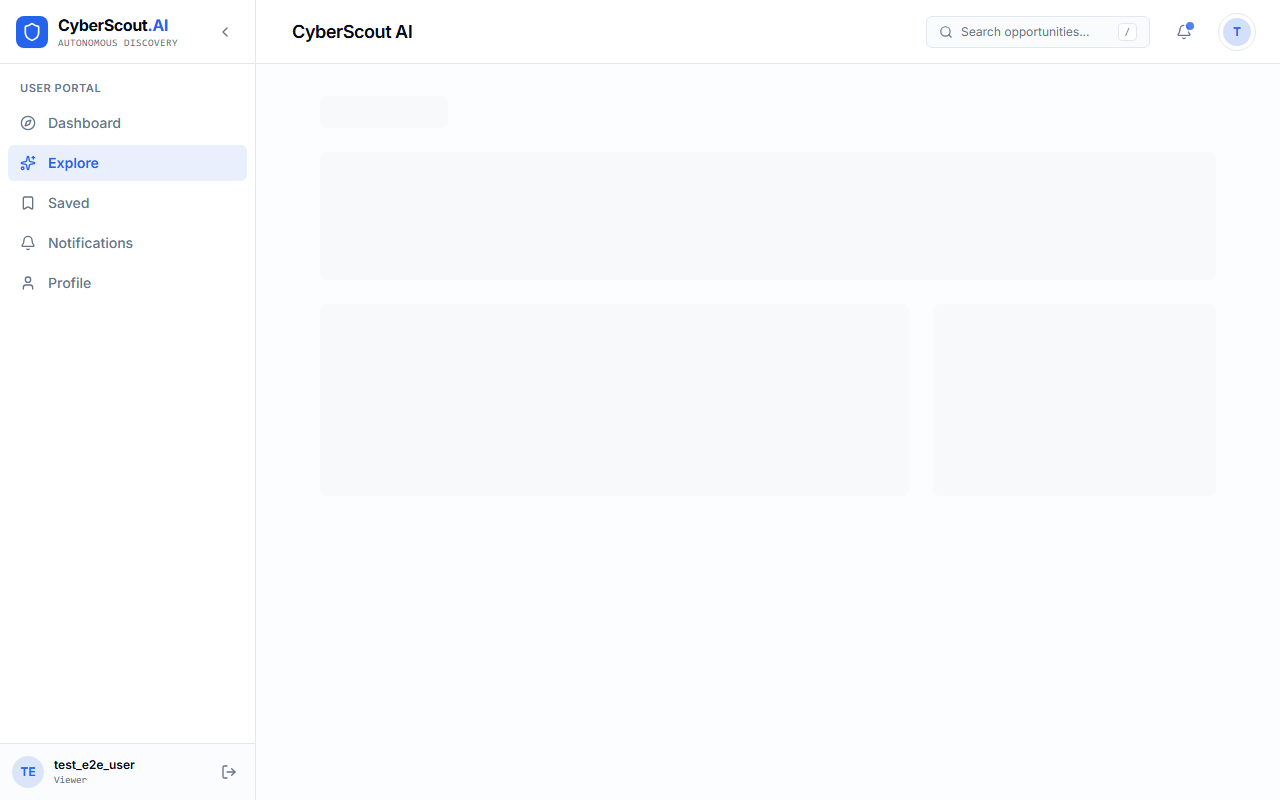 CyberScout.AI
AUTONOMOUS DISCOVERY
CyberScout AI
Search opportunities...
/
T
USER PORTAL
Dashboard
Explore
Saved
Notifications
Profile
TE
test_e2e_user
Viewer